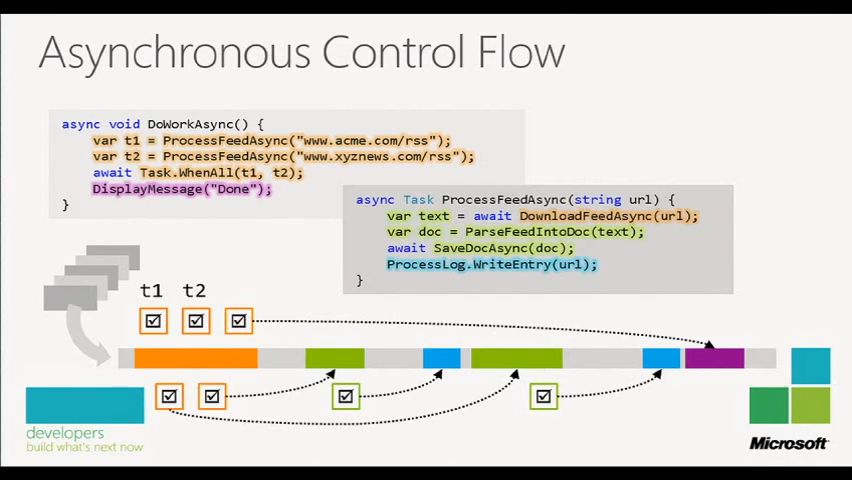 Asynchronous Control Flow
async void DoWorkAsync() {
var t1 = ProcessFeedAsync("www.acme.com/rss");
var t2 = ProcessFeedAsync("www.xyznews.com/rss");
await Task.WhenAll(t1, t2);
DisplayMessage("Done");
}
async Task ProcessFeedAsync(string url) {
var text = await DownloadFeedAsync(url);
var doc = ParseFeedIntoDoc(text);
await SaveDocAsync(doc);
ProcessLog.WriteEntry(url);
}
t1 t2
developers
build what's next now
Microsoft